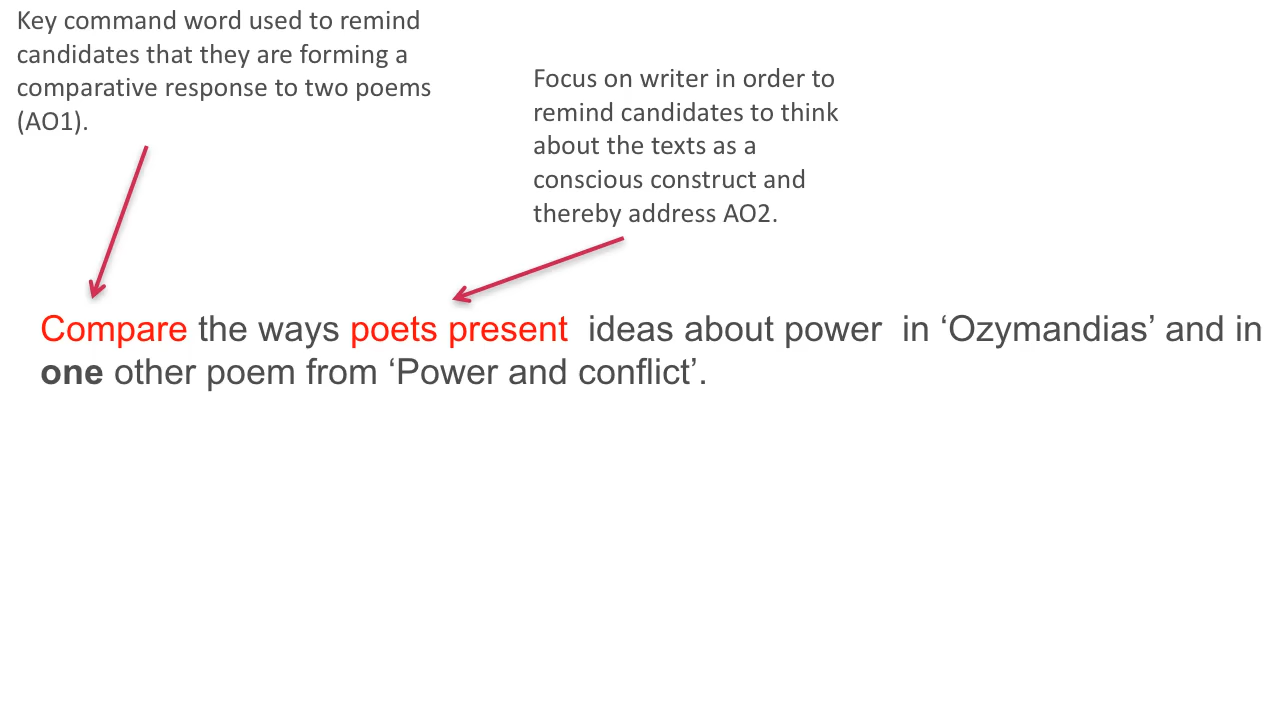 Key command word used to remind
candidates that they are forming a
comparative response to two poems
(AO1).
Focus on writer in order to
remind candidates to think
about the texts as a
conscious construct and
thereby address AO2.
Compare the ways poets present  ideas about power  in ‘Ozymandias’ and in
one other poem from ‘Power and conflict’.